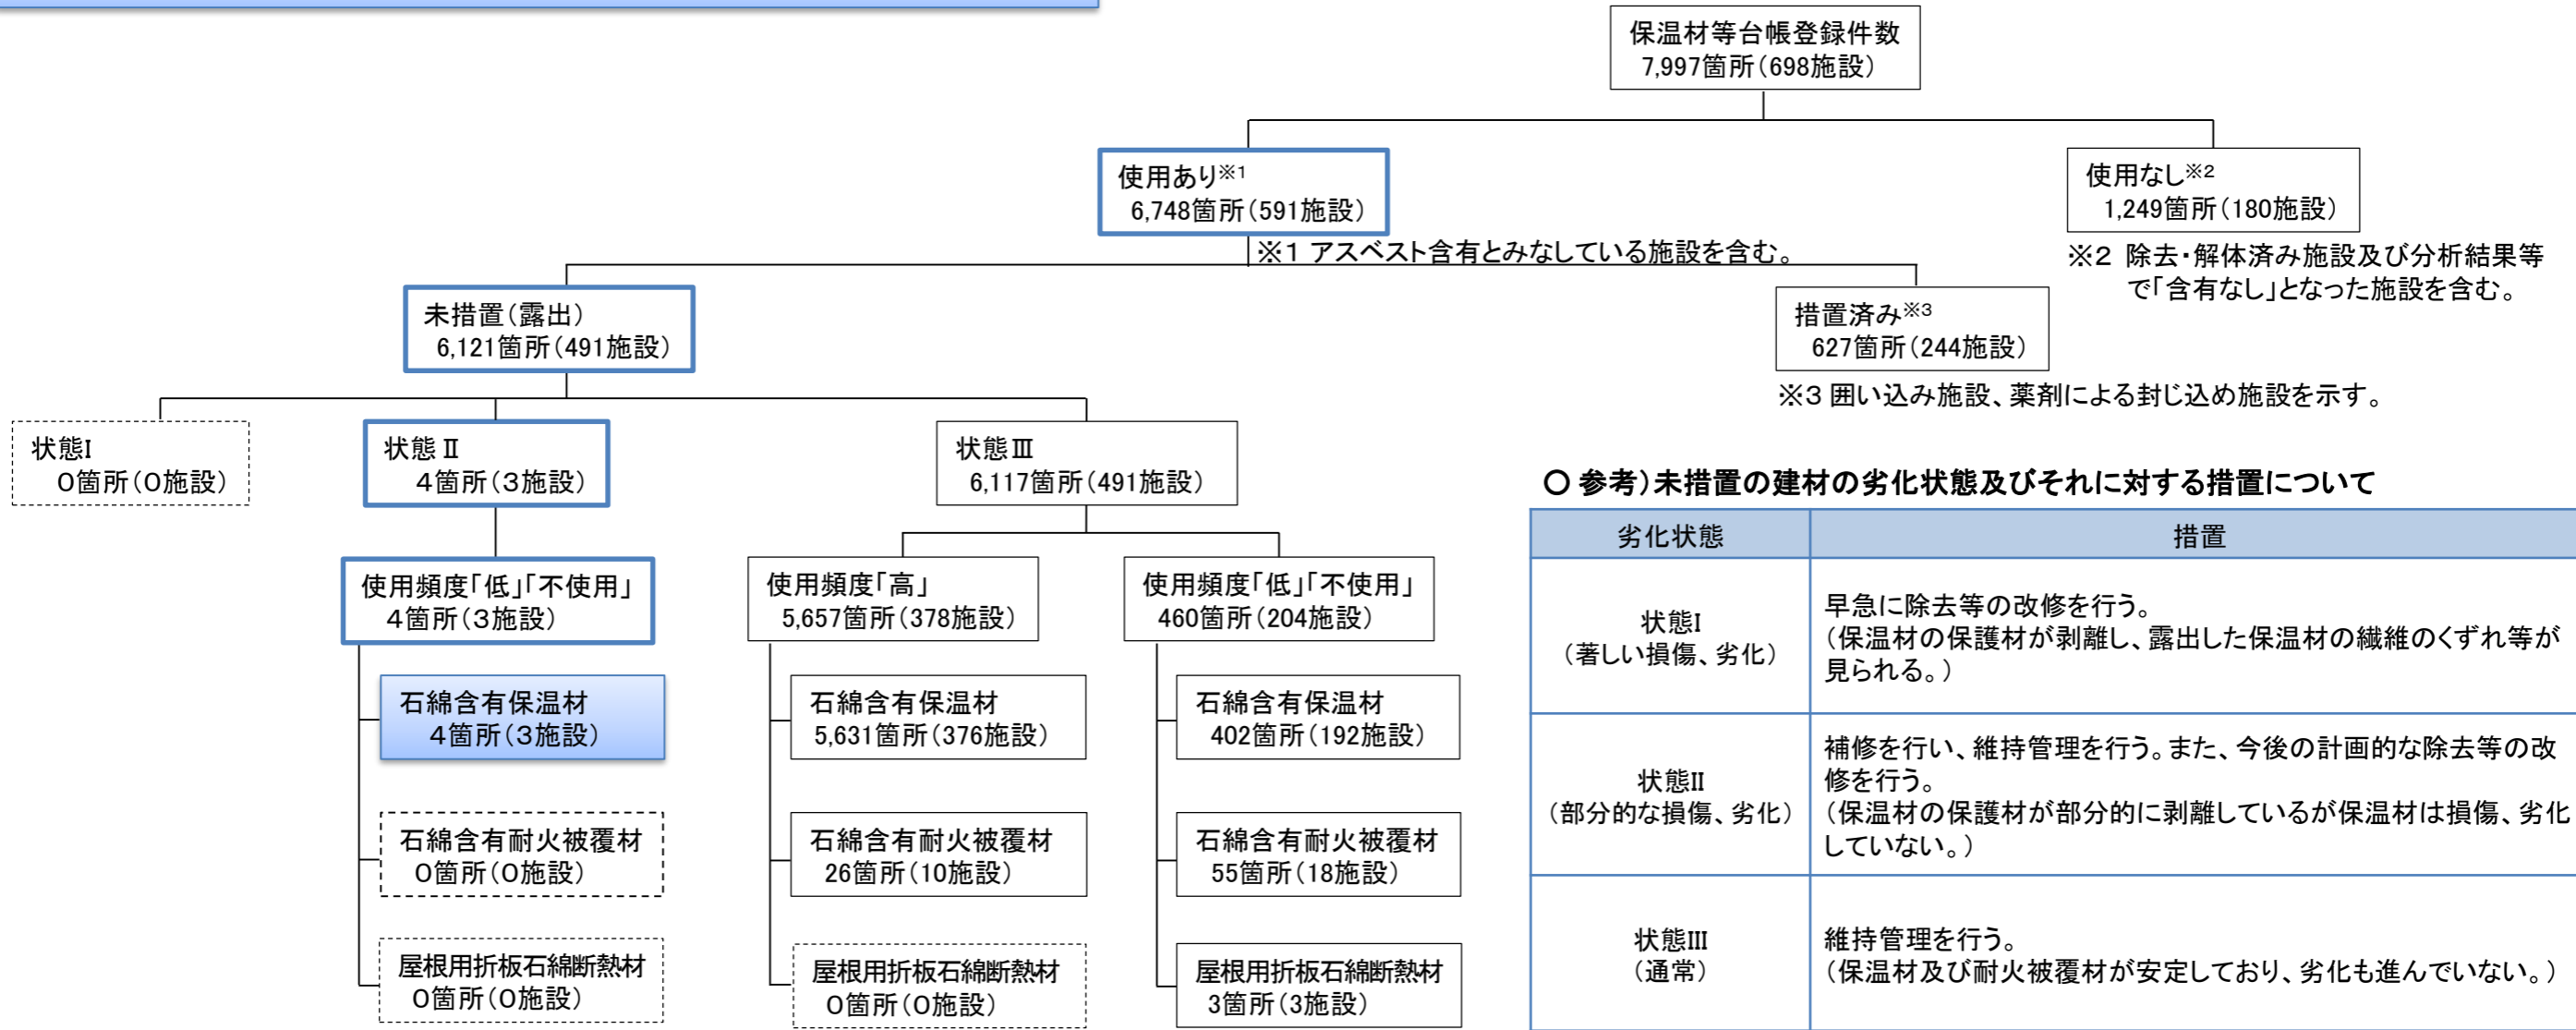 保温材等台帳登録件数
7,997箇所(698施設)
使用あり※1
6,748箇所(591施設)
使用なし※2
1,249箇所(180施設)
※1 アスベスト含有とみなしている施設を含む。
※2 除去・解体済み施設及び分析結果等
で「含有なし」となった施設を含む。
未措置(露出)
6,121箇所(491施設)
措置済み※3
627箇所(244施設)
※3 囲い込み施設、薬剤による封じ込め施設を示す。
状態I
0箇所(0施設)
状態Ⅱ
4箇所(3施設)
状態Ⅲ
6,117箇所(491施設)
使用頻度「低」「不使用」
4箇所(3施設)
使用頻度「高」
5,657箇所(378施設)
使用頻度「低」「不使用」
460箇所(204施設)
石綿含有保温材
4箇所(3施設)
石綿含有保温材
5,631箇所(376施設)
石綿含有保温材
402箇所(192施設)
石綿含有耐火被覆材
0箇所(0施設)
石綿含有耐火被覆材
26箇所(10施設)
石綿含有耐火被覆材
55箇所(18施設)
屋根用折板石綿断熱材
0箇所(0施設)
屋根用折板石綿断熱材
0箇所(0施設)
屋根用折板石綿断熱材
3箇所(3施設)
○ 参考)未措置の建材の劣化状態及びそれに対する措置について
劣化状態
措置
状態I
(著しい損傷、劣化)
早急に除去等の改修を行う。
(保温材の保護材が剥離し、露出した保温材の繊維のくずれ等が
見られる。)
状態II
(部分的な損傷、劣化)
補修を行い、維持管理を行う。また、今後の計画的な除去等の改
修を行う。
(保温材の保護材が部分的に剥離しているが保温材は損傷、劣化
していない。)
状態III
(通常)
維持管理を行う。
(保温材及び耐火被覆材が安定しており、劣化も進んでいない。)